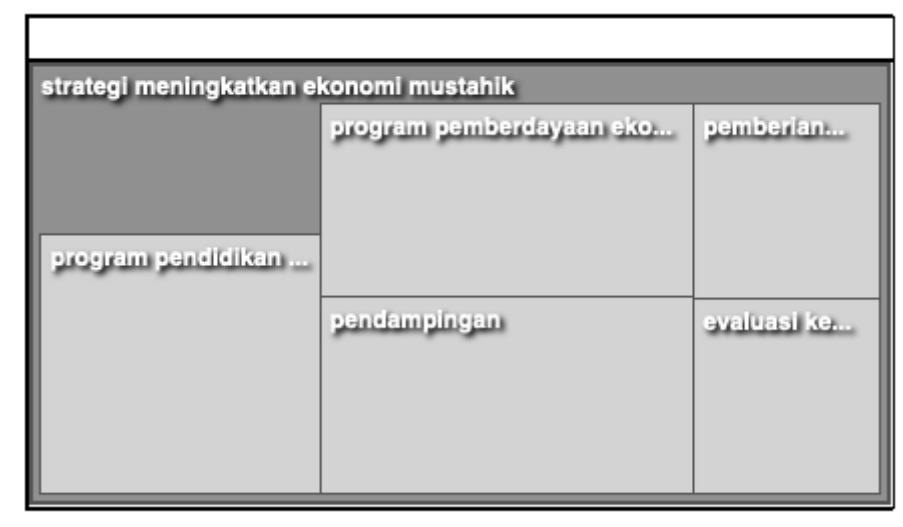 strategi meningkatkan ekonomi mustahik
program pemberdayaan eko...
pemberian...
program pendidikan ...
pendampingan
evaluasi ke...